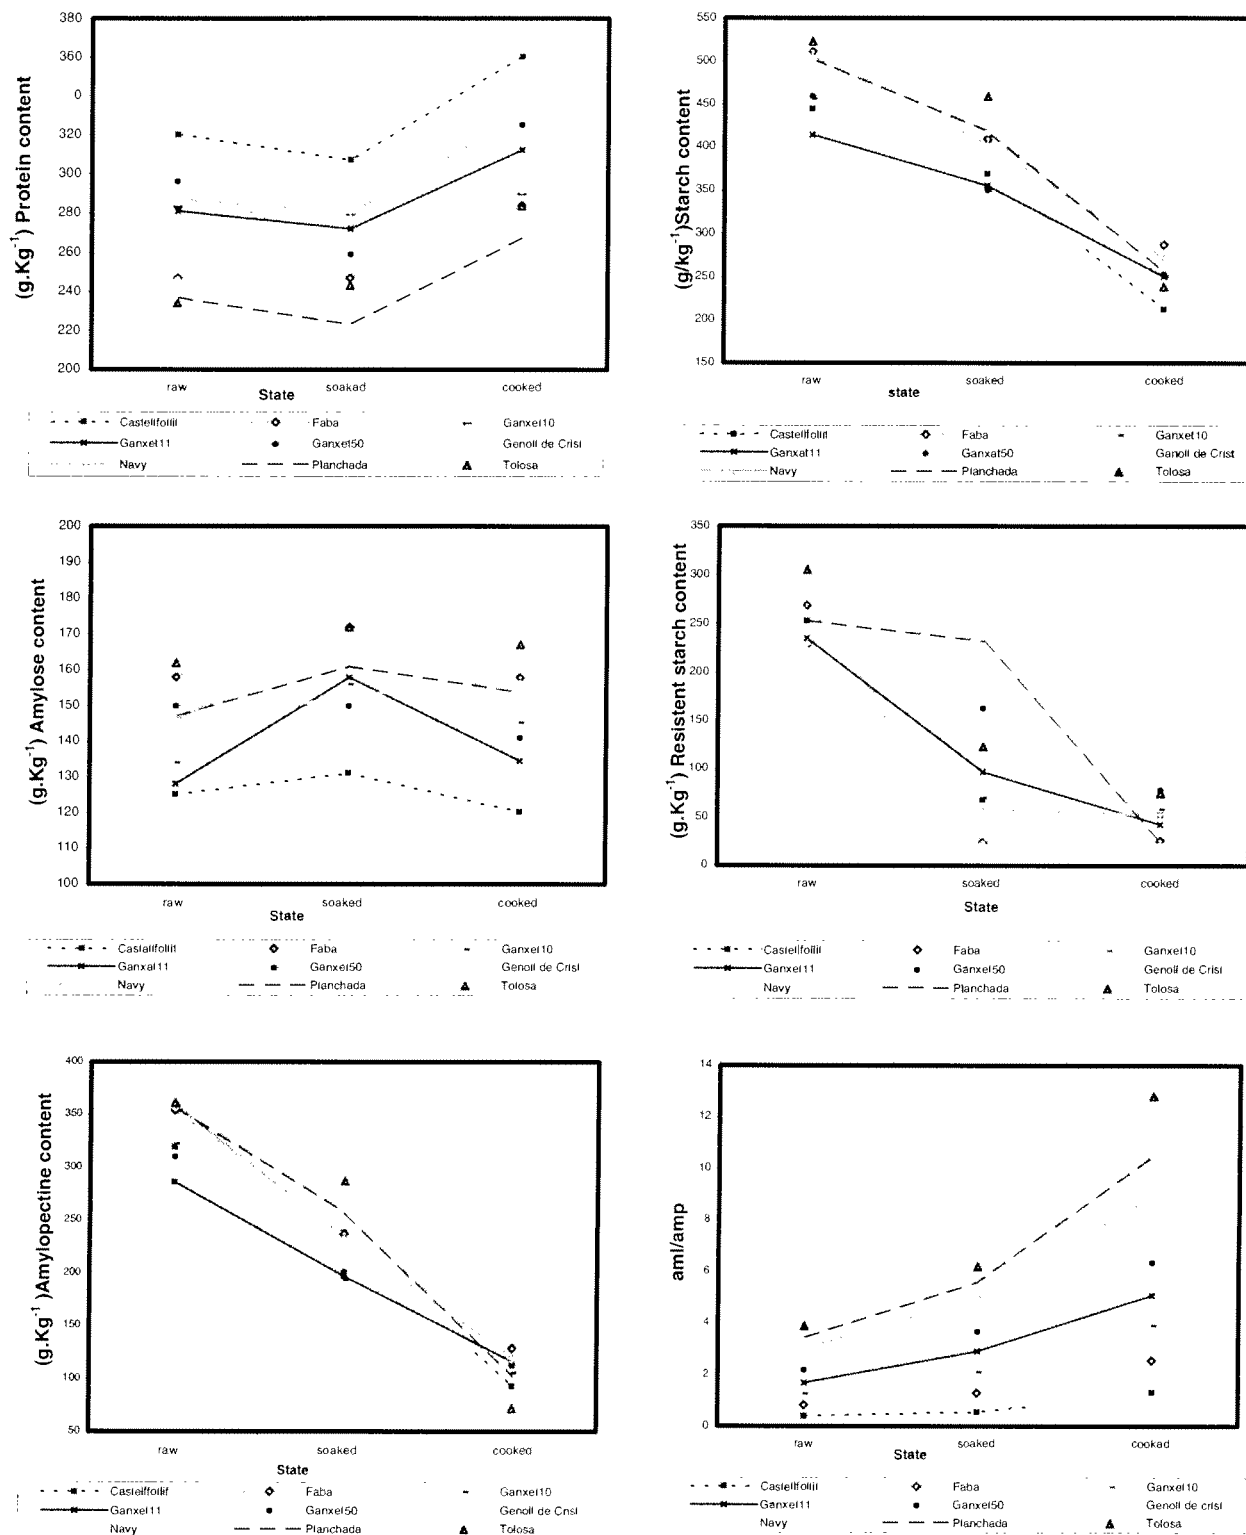 (g.Kg⁻¹) Protein content
380
360
0
320
300
280
260
240
220
200
raw soaked cooked
State
Castellfollit Faba Ganxet10
Ganxet11 Ganxet50 Genoll de Crist
Navy Planchada Tolosa
(g/kg⁻¹)Starch content
550
500
450
400
350
300
250
200
150
raw soaked cooked
state
Castellfollit Faba Ganxet10
Ganxat11 Ganxat50 Ganoll de Crist
Navy Planchada Tolosa
(g.Kg⁻¹) Amylose content
200
190
180
170
160
150
140
130
120
110
100
raw soaked cooked
State
Castellfollit Faba Ganxet10
Ganxat11 Ganxet50 Genoll de Crist
Navy Planchada Tolosa
(g.Kg⁻¹) Resistent starch content
350
300
250
200
150
100
50
0
raw soaked cooked
State
Castellfollit Faba Ganxet10
Ganxet11 Ganxet50 Genoll de Crist
Navy Planchada Tolosa
(g.Kg⁻¹)Amylopectine content
400
350
300
250
200
150
100
50
raw soaked cooked
State
Castellffollit Faba Ganxet10
Ganxet11 Ganxet50 Genoll de Crist
Navy Planchada Tolosa
aml/amp
14
12
10
8
6
4
2
0
raw soaked cookad
State
Castellfollit Faba Ganxet10
Ganxet11 Ganxet50 Genoll de crist
Navy Planchada Tolosa